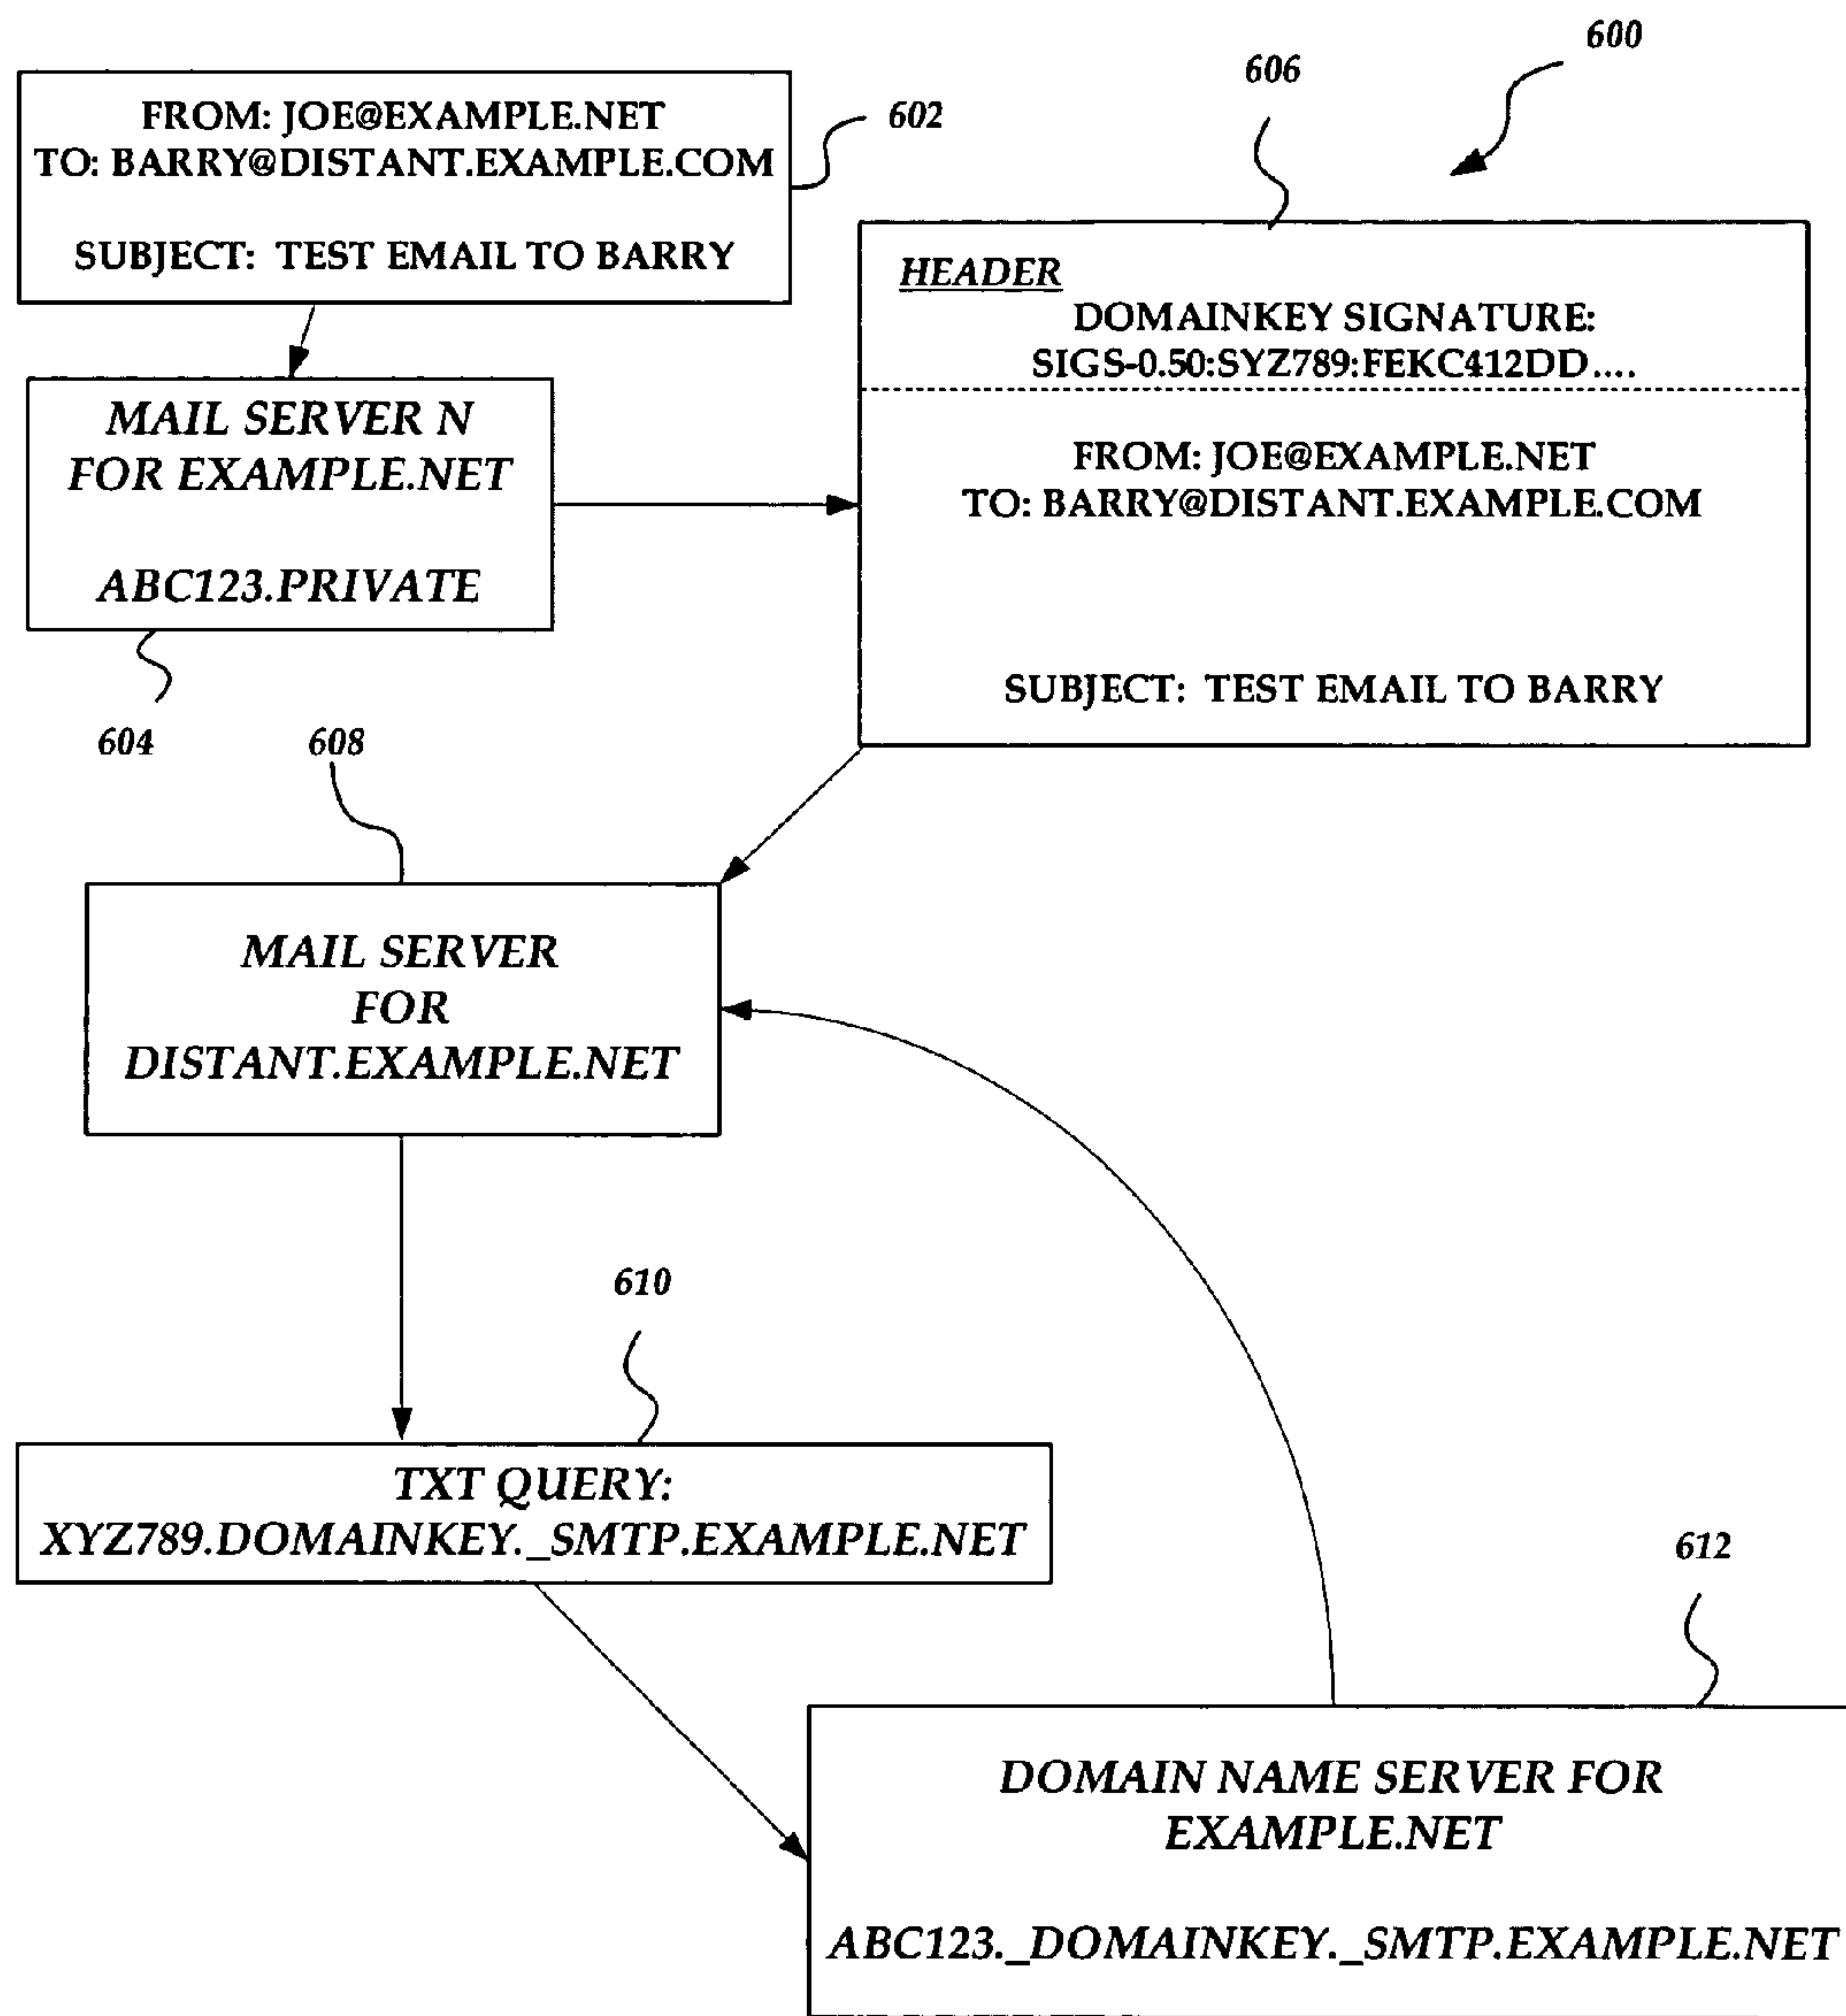 600
606
FROM: JOE@EXAMPLE.NET
TO: BARRY@DISTANT.EXAMPLE.COM
SUBJECT: TEST EMAIL TO BARRY
602
HEADER
DOMAINKEY SIGNATURE:
SIGS-0.50:SYZ789:FEKC412DD....
FROM: JOE@EXAMPLE.NET
TO: BARRY@DISTANT.EXAMPLE.COM
SUBJECT: TEST EMAIL TO BARRY
MAIL SERVER N
FOR EXAMPLE.NET
ABC123.PRIVATE
604
608
MAIL SERVER
FOR
DISTANT.EXAMPLE.NET
610
TXT QUERY:
XYZ789.DOMAINKEY._SMTP.EXAMPLE.NET
612
DOMAIN NAME SERVER FOR
EXAMPLE.NET
ABC123._DOMAINKEY._SMTP.EXAMPLE.NET